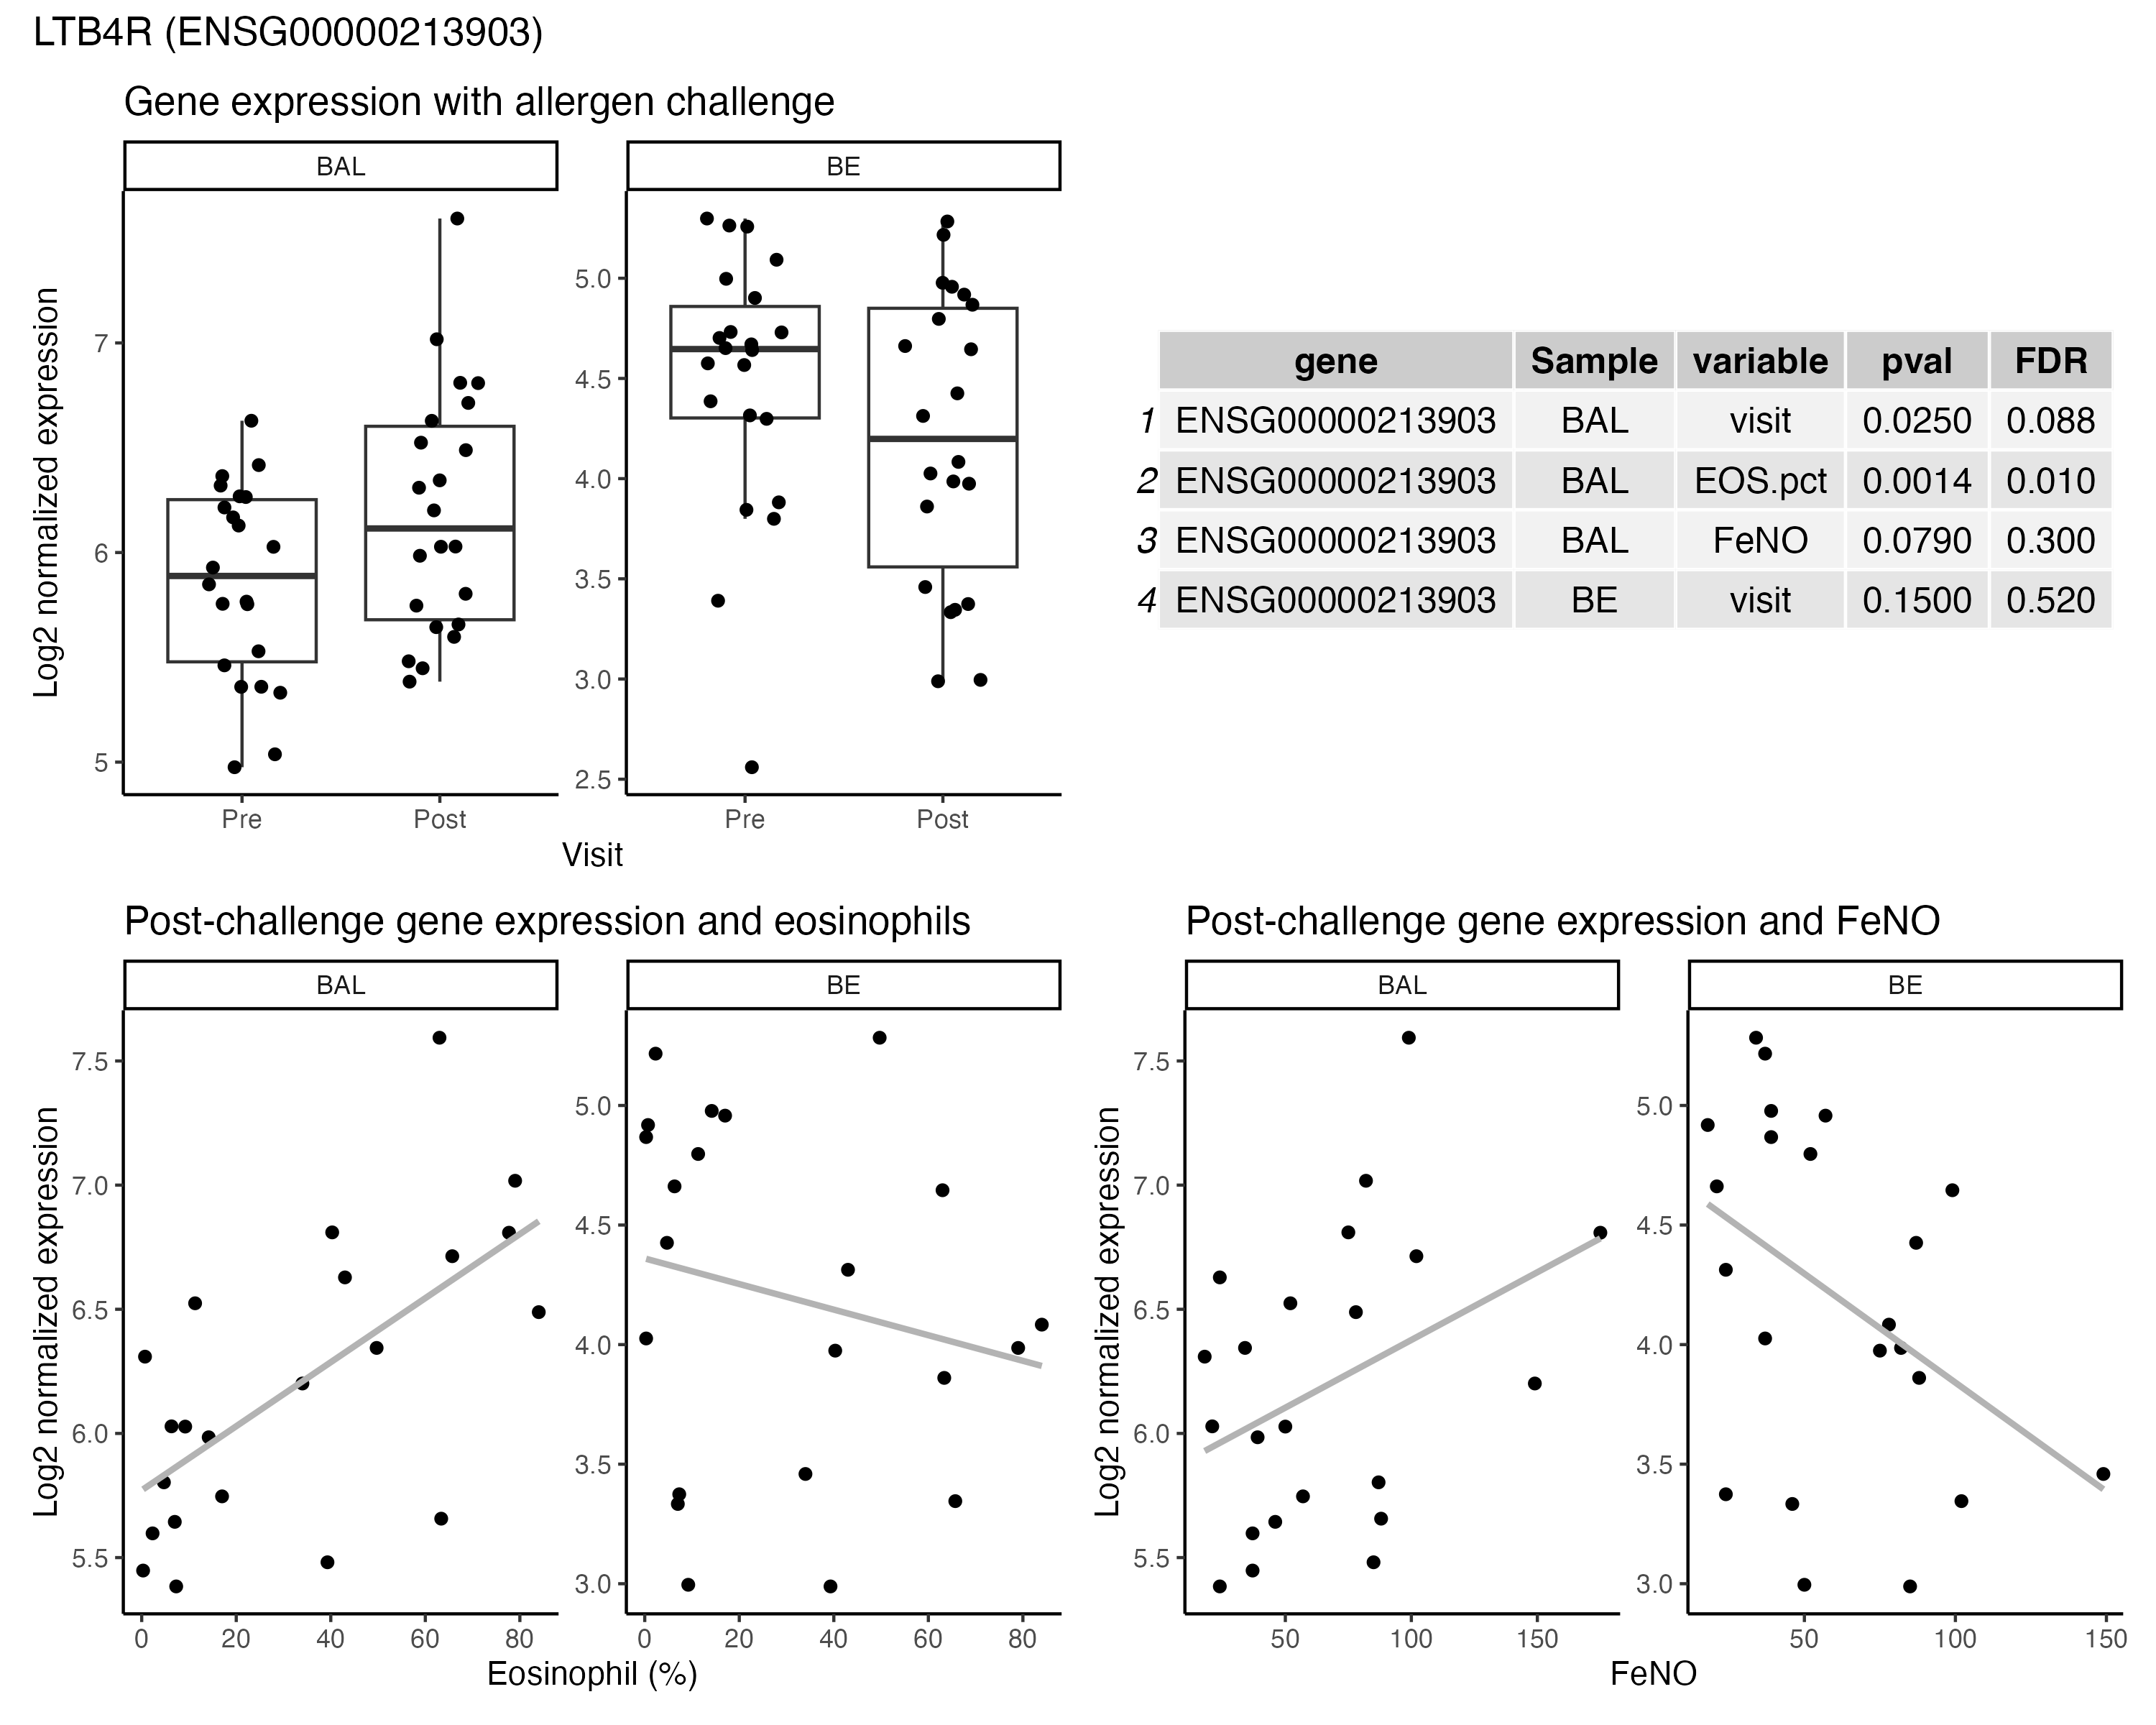 LTB4R (ENSG00000213903)
Gene expression with allergen challenge
BAL
BE
Log2 normalized expression
7
6
5
5.0
4.5
4.0
3.5
3.0
2.5
Pre
Post
Pre
Post
Visit
gene Sample variable pval FDR
1 ENSG00000213903 BAL visit 0.0250 0.088
2 ENSG00000213903 BAL EOS.pct 0.0014 0.010
3 ENSG00000213903 BAL FeNO 0.0790 0.300
4 ENSG00000213903 BE visit 0.1500 0.520
Post-challenge gene expression and eosinophils
BAL
BE
Log2 normalized expression
7.5
7.0
6.5
6.0
5.5
5.0
4.5
4.0
3.5
3.0
0 20 40 60 80
0 20 40 60 80
Eosinophil (%)
Post-challenge gene expression and FeNO
BAL
BE
Log2 normalized expression
7.5
7.0
6.5
6.0
5.5
5.0
4.5
4.0
3.5
3.0
50 100 150
50 100 150
FeNO